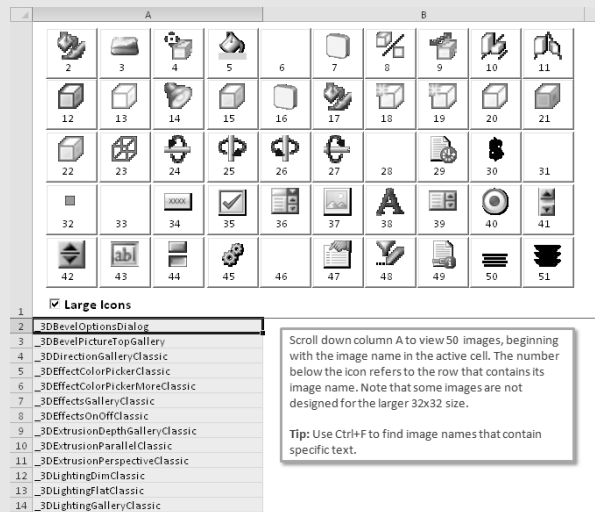 A B
2 3 4 5 6 7 8 9 10 11
12 13 14 15 16 17 18 19 20 21
22 23 24 25 26 27 28 29 30 31
xxxx
32 33 34 35 36 37 38 39 40 41
ab|
42 43 44 45 46 47 48 49 50 51
1 Large Icons
2 _3DBevelOptionsDialog
3 _3DBevelPictureTopGallery
4 _3DDirectionGalleryClassic
5 _3DEffectColorPickerClassic
6 _3DEffectColorPickerMoreClassic
7 _3DEffectsGalleryClassic
8 _3DEffectsOnOffClassic
9 _3DExtrusionDepthGalleryClassic
10 _3DExtrusionParallelClassic
11 _3DExtrusionPerspectiveClassic
12 _3DLightingDimClassic
13 _3DLightingFlatClassic
14 _3DLightingGalleryClassic
Scroll down column A to view 50 images, beginning
with the image name in the active cell. The number
below the icon refers to the row that contains its
image name. Note that some images are not
designed for the larger 32x32 size.
Tip: Use Ctrl+F to find image names that contain
specific text.